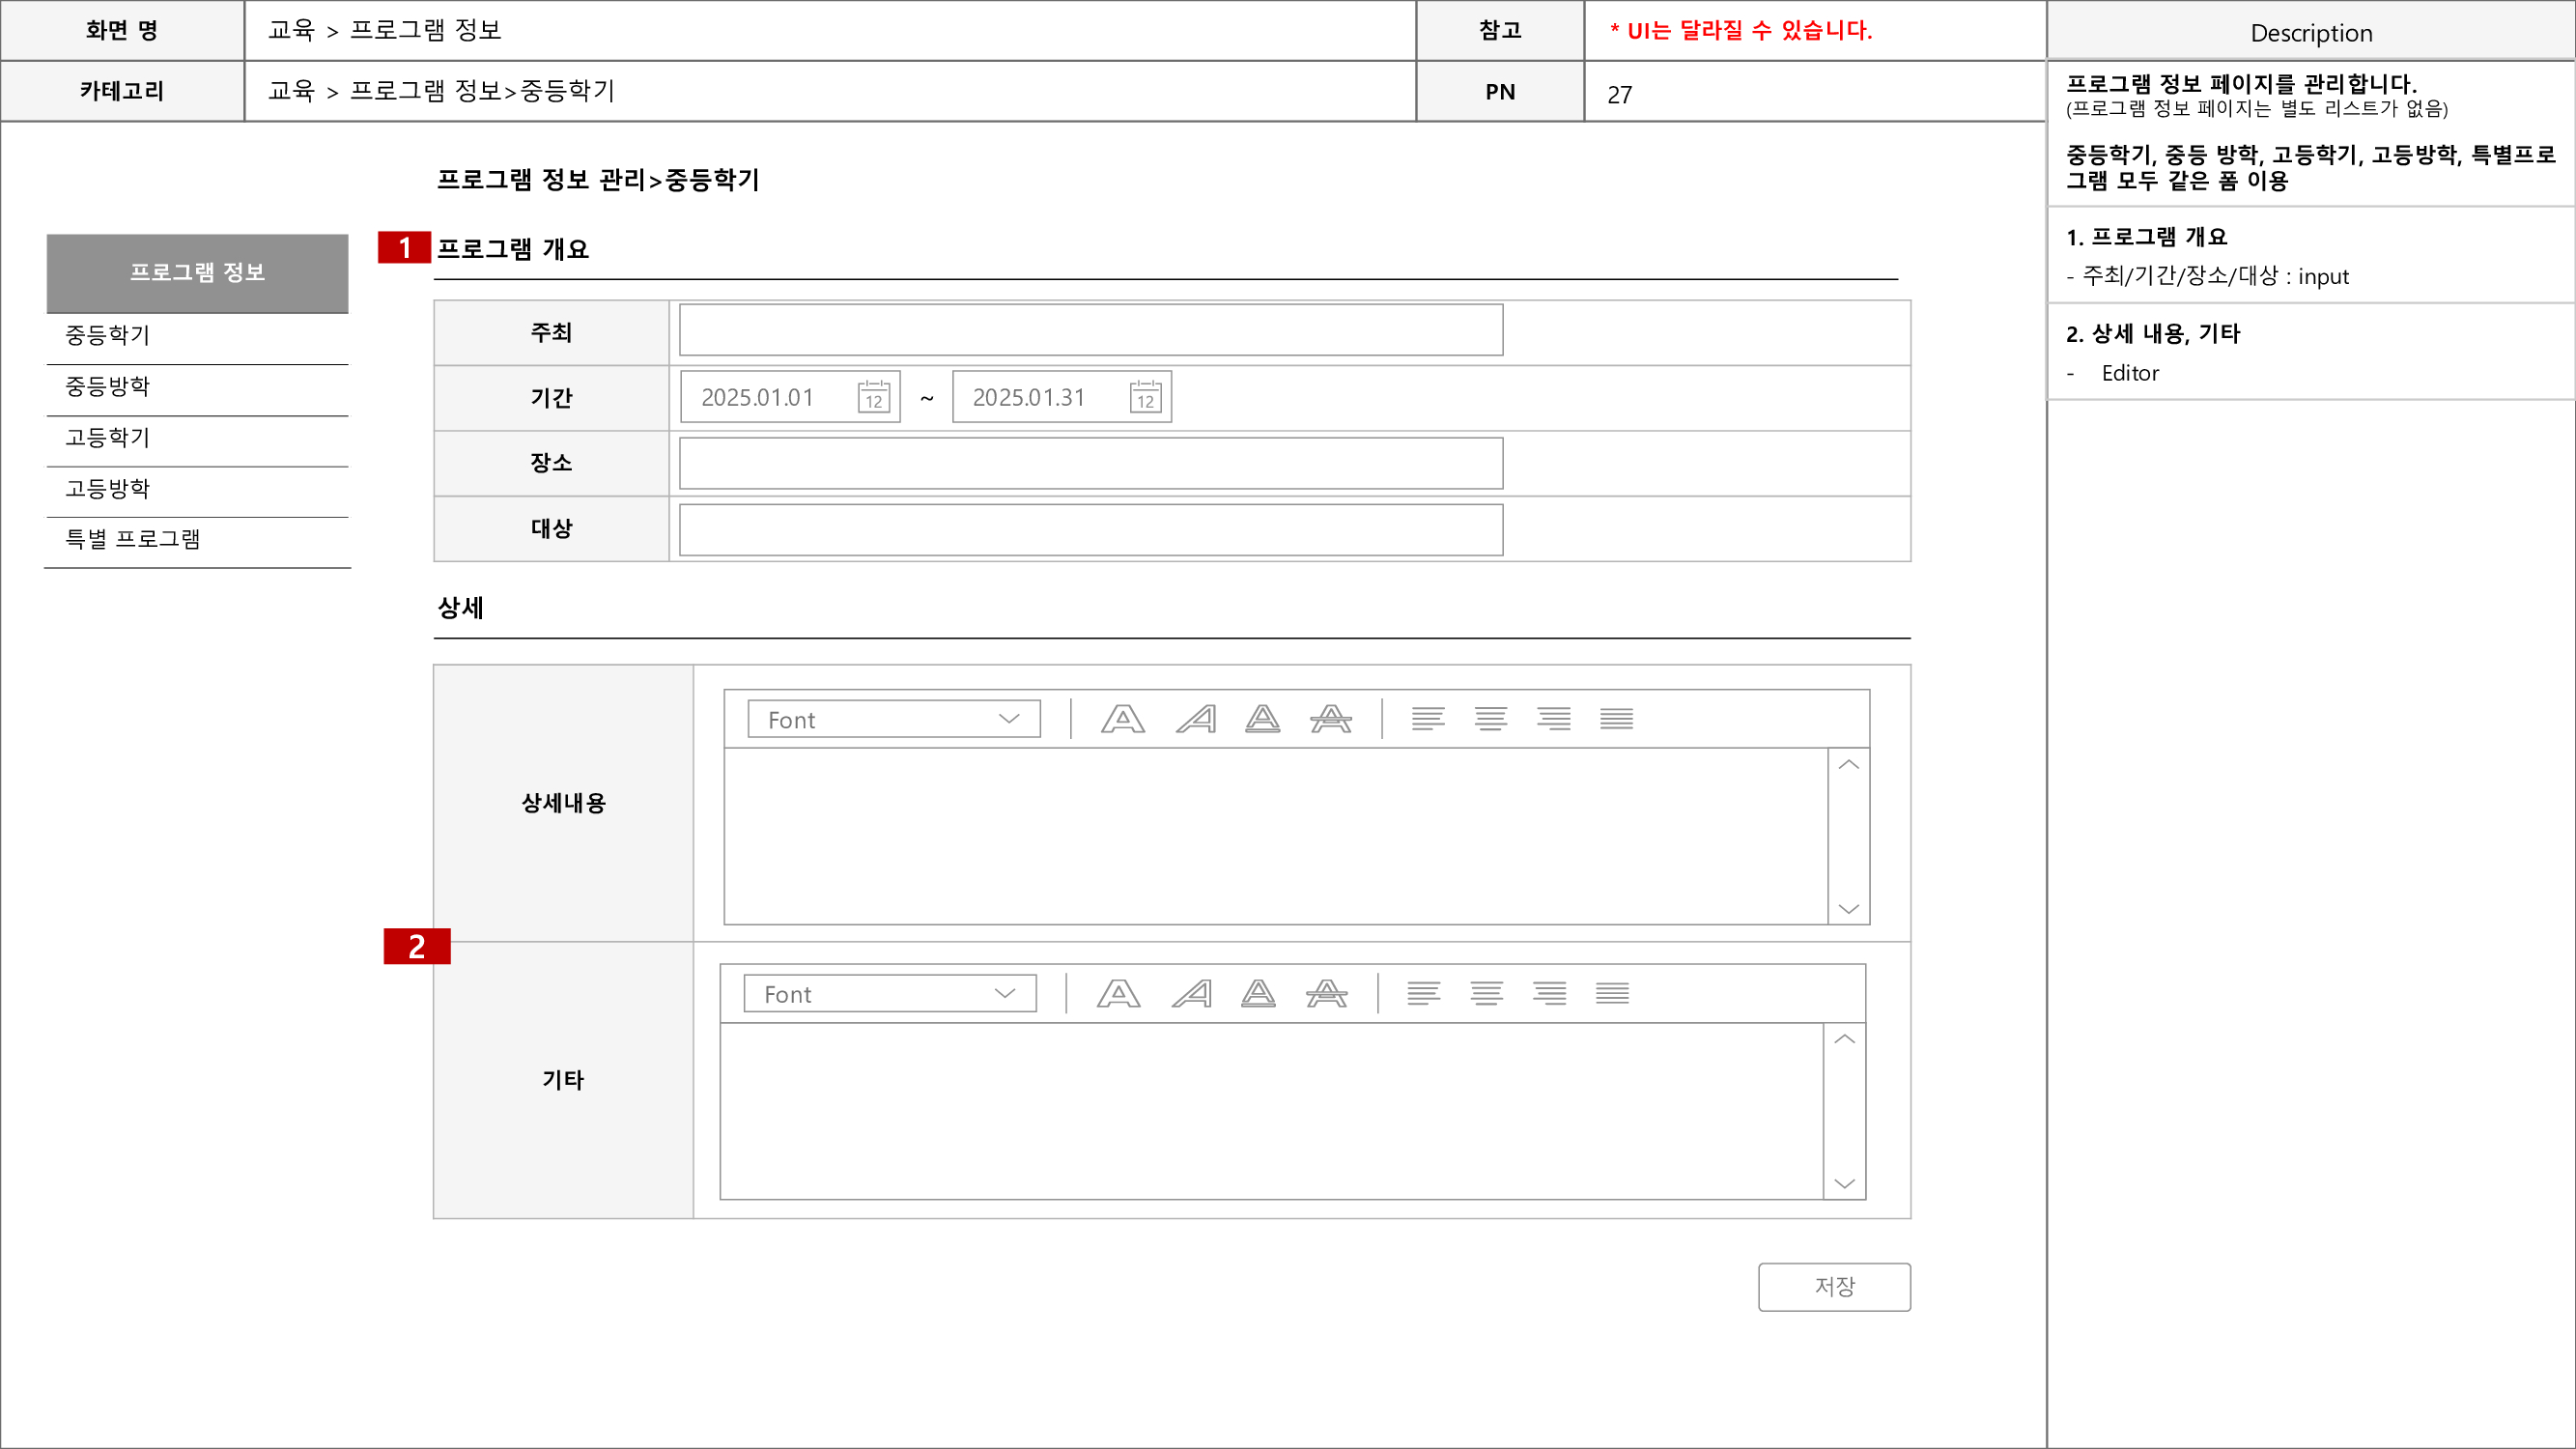 화면 명
교육 > 프로그램 정보
참고
* UI는 달라질 수 있습니다.
카테고리
교육 > 프로그램 정보>중등학기
PN
27
프로그램 정보
중등학기
중등방학
고등학기
고등방학
특별 프로그램
프로그램 정보 관리>중등학기
1 프로그램 개요
주최
기간
2025.01.01
12
~
2025.01.31
12
장소
대상
상세
상세내용
Font
A A A A
2
기타
Font
A A A A
저장
Description
프로그램 정보 페이지를 관리합니다.
(프로그램 정보 페이지는 별도 리스트가 없음)
중등학기, 중등 방학, 고등학기, 고등방학, 특별프로
그램 모두 같은 폼 이용
1. 프로그램 개요
- 주최/기간/장소/대상 : input
2. 상세 내용, 기타
- Editor